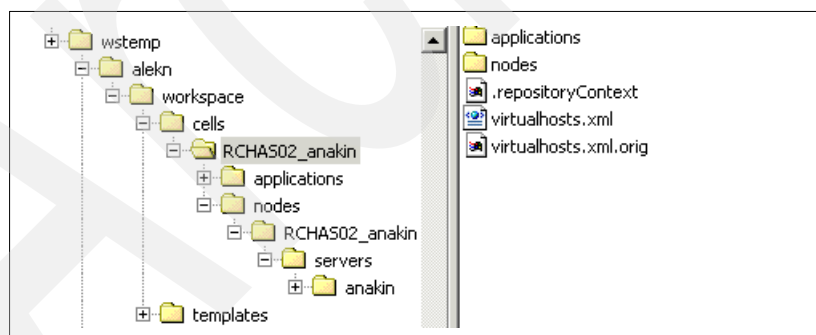 wstemp
alekn
workspace
cells
RCHAS02_anakin
applications
nodes
RCHAS02_anakin
servers
anakin
templates
applications
nodes
.repositoryContext
virtualhosts.xml
virtualhosts.xml.orig